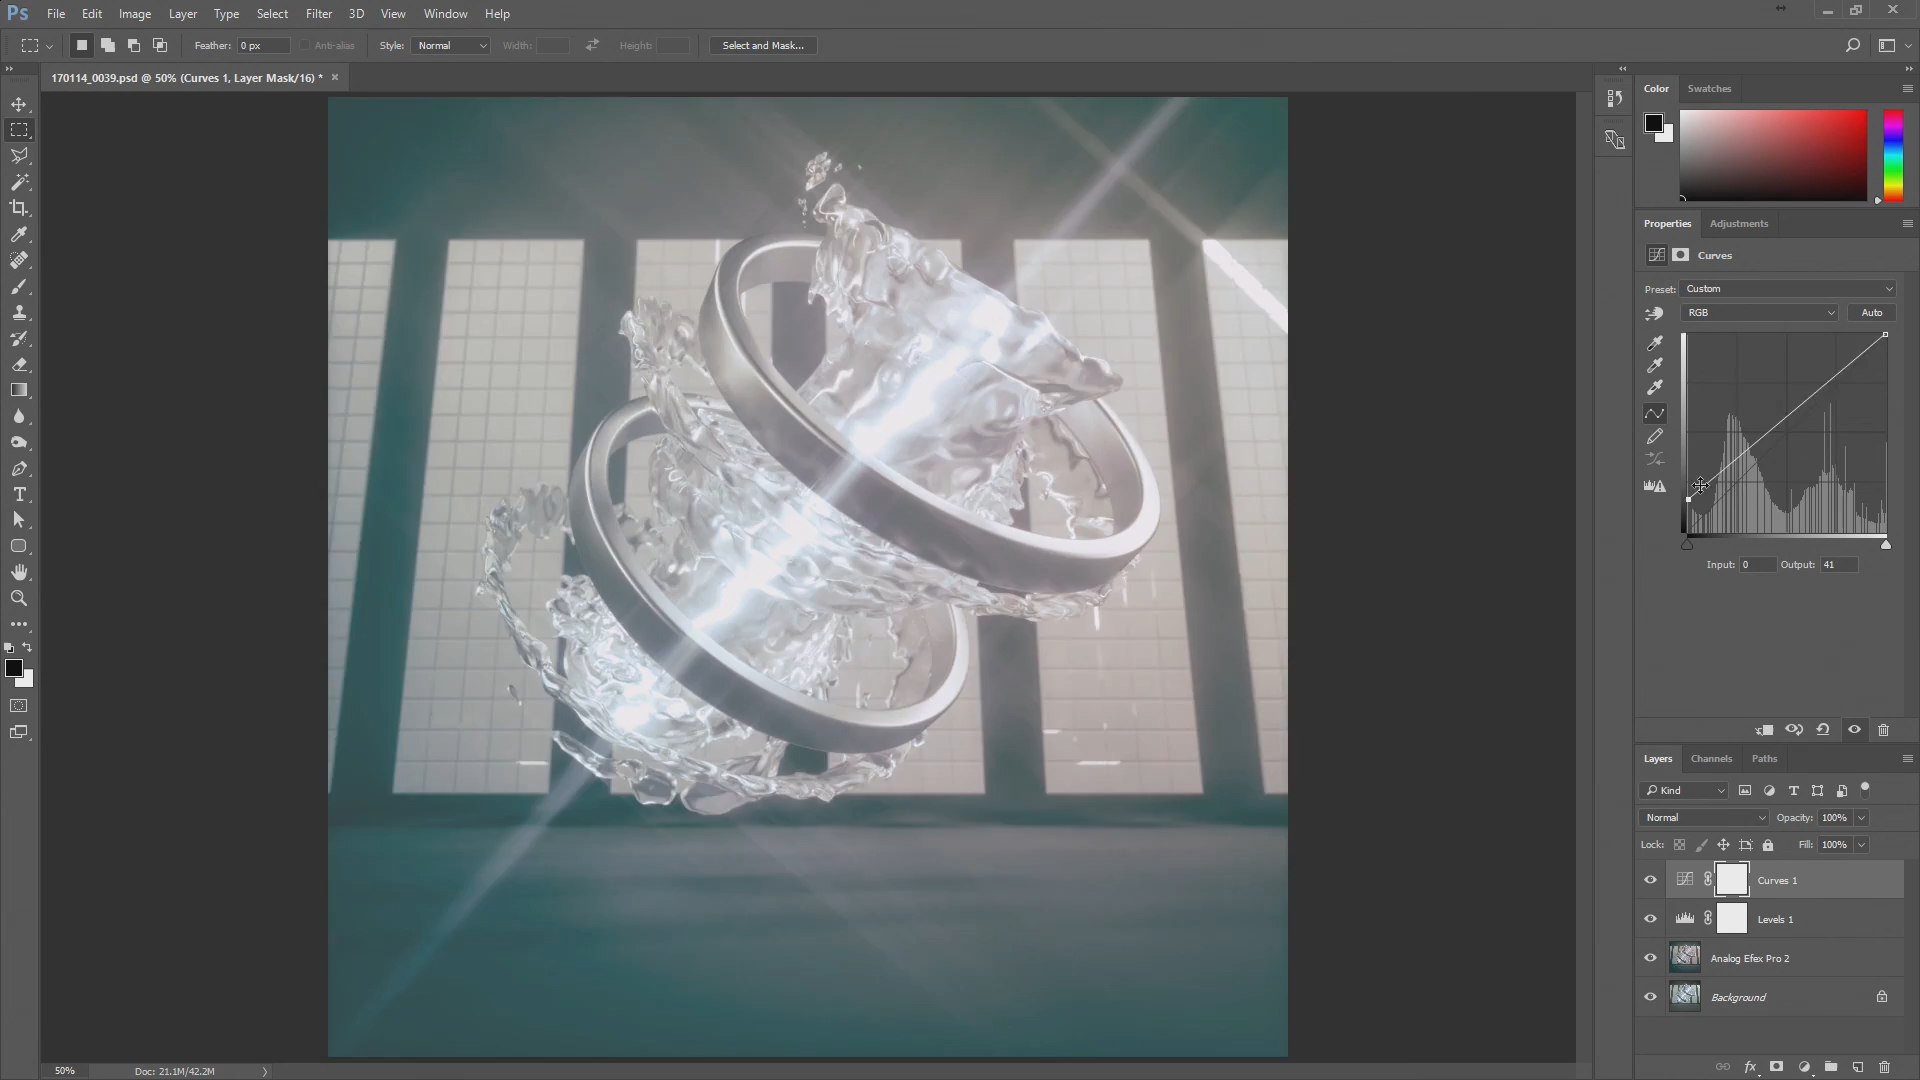 Ps File Edit Image Layer Type Select Filter 3D View Window Help
Feather: 0 px Anti-alias Style: Normal Width: Height: Select and Mask...
170114_0039.psd @ 50% (Curves 1, Layer Mask/16) *
Color Swatches
Properties Adjustments
Curves
Preset: Custom
RGB Auto
Input: 0 Output: 41
Layers Channels Paths
Kind
Normal Opacity: 100%
Lock: Fill: 100%
Curves 1
Levels 1
Analog Efex Pro 2
Background
fx
50% Doc: 21.1M/42.2M